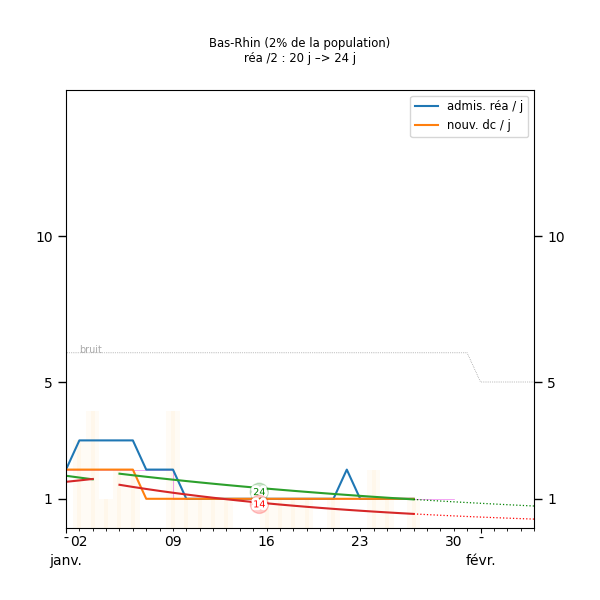 Bas-Rhin (2% de la population)
réa /2 : 20 j –> 24 j
admis. réa / j
nouv. dc / j
10
10
bruit
5
5
24
14
1
1
02
09
16
23
30
janv.
févr.